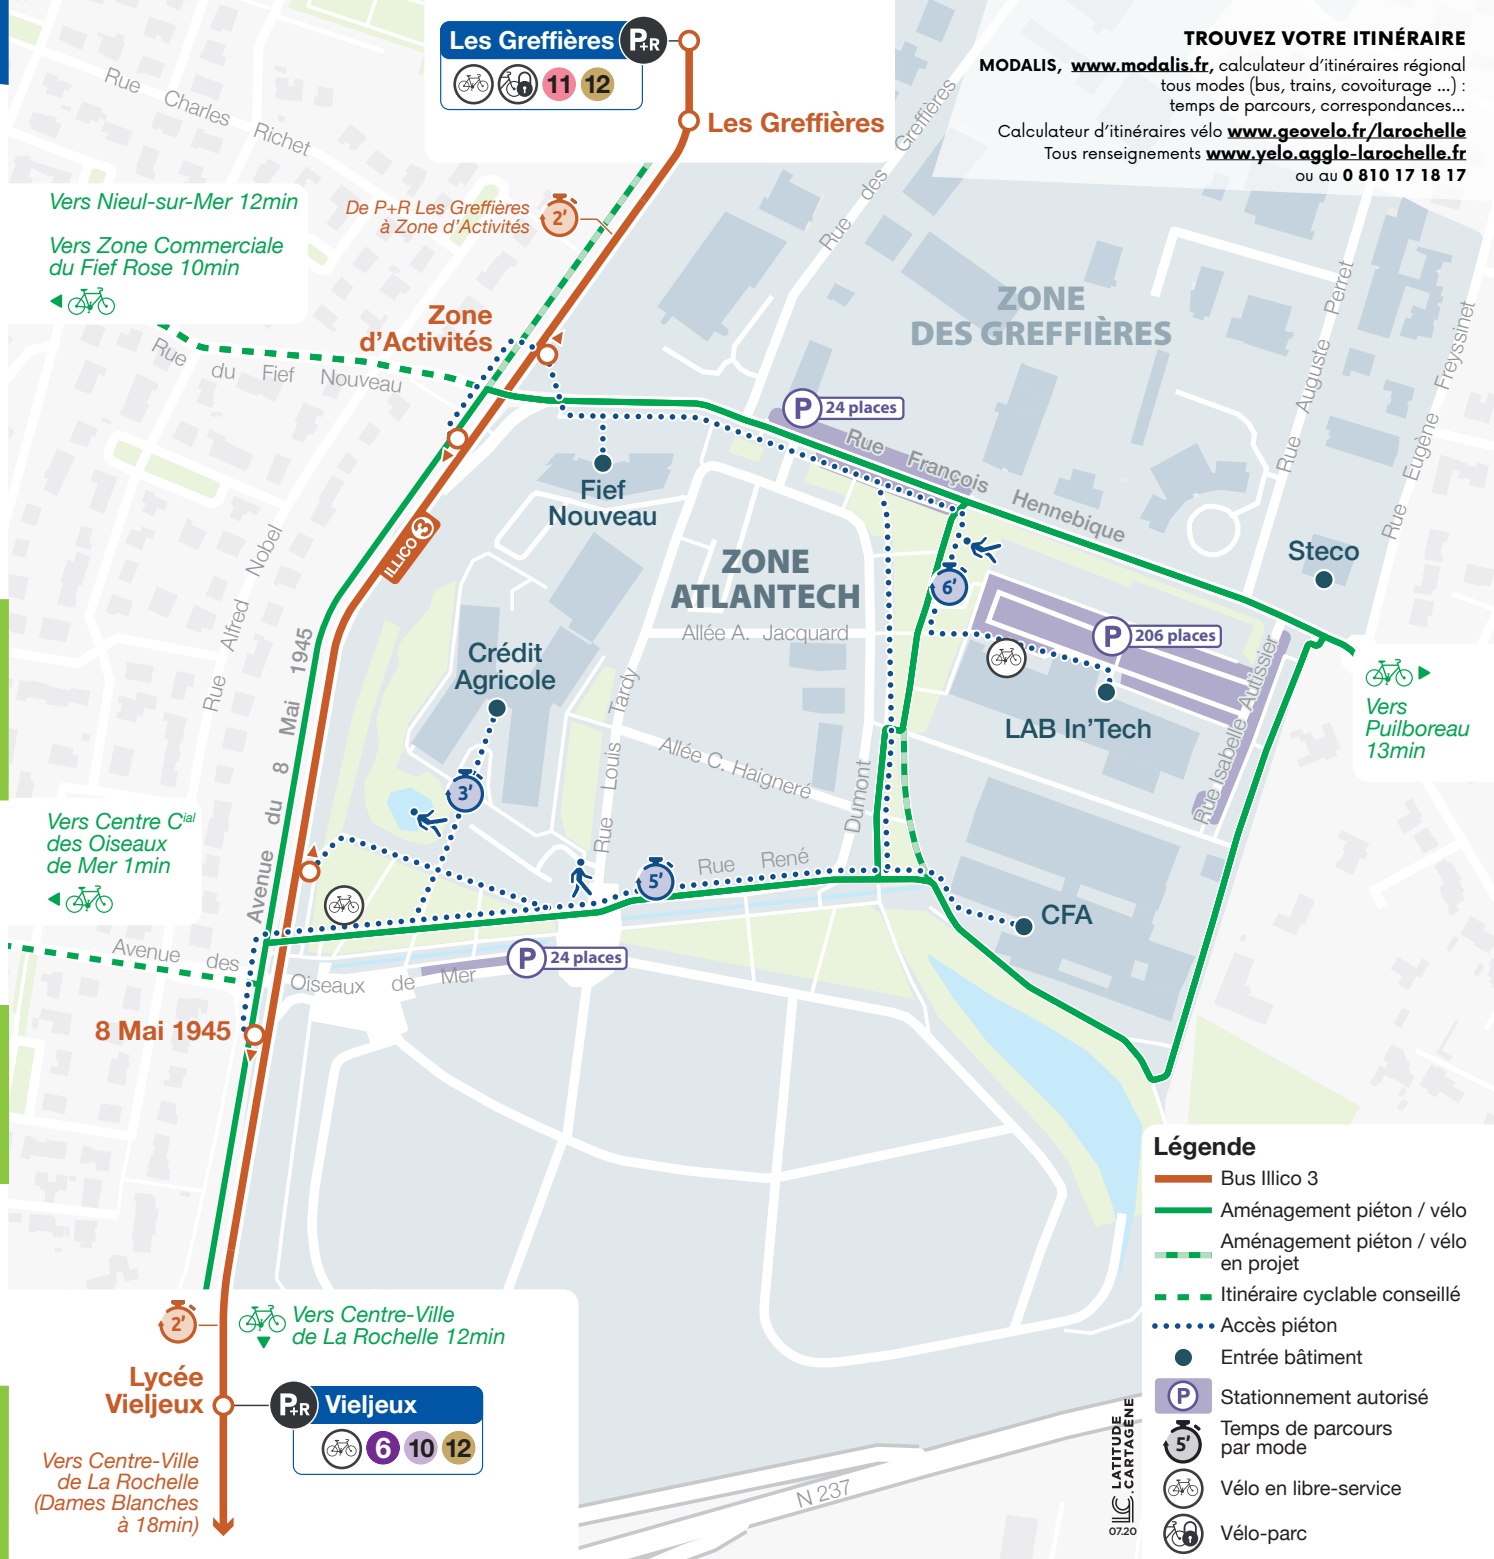 Les Greffières P+R
11 12
Les Greffières
TROUVEZ VOTRE ITINÉRAIRE
MODALIS, www.modalis.fr, calculateur d'itinéraires régional
tous modes (bus, trains, covoiturage ...) :
temps de parcours, correspondances...
Calculateur d'itinéraires vélo www.geovelo.fr/larochelle
Tous renseignements www.yelo.agglo-larochelle.fr
ou au 0 810 17 18 17
Rue Charles Richet
Rue des Greffières
Vers Nieul-sur-Mer 12min
Vers Zone Commerciale
du Fief Rose 10min
De P+R Les Greffières
à Zone d'Activités
2'
Zone
d'Activités
ZONE
DES GREFFIÈRES
Rue Auguste Perret
Rue Eugène Freyssinet
Rue du Fief Nouveau
P 24 places
Rue François Hennebique
Fief
Nouveau
ILLICO 3
Rue Alfred Nobel
ZONE
ATLANTECH
Steco
6'
Allée A. Jacquard
P 206 places
Crédit
Agricole
Avenue du 8 Mai 1945
Rue Louis Tardy
LAB In'Tech
Rue Isabelle Autissier
Vers
Puilboreau
13min
Allée C. Haigneré
Dumont
3'
Vers Centre Cial
des Oiseaux
de Mer 1min
Rue René
5'
CFA
Avenue des
Oiseaux de Mer
P 24 places
8 Mai 1945
2'
Vers Centre-Ville
de La Rochelle 12min
Lycée
Vieljeux
P+R Vieljeux
6 10 12
Vers Centre-Ville
de La Rochelle
(Dames Blanches
à 18min)
N 237
LC LATITUDE
.CARTAGÈNE
07.20
Légende
Bus Illico 3
Aménagement piéton / vélo
Aménagement piéton / vélo
en projet
Itinéraire cyclable conseillé
Accès piéton
Entrée bâtiment
P Stationnement autorisé
5' Temps de parcours
par mode
Vélo en libre-service
Vélo-parc